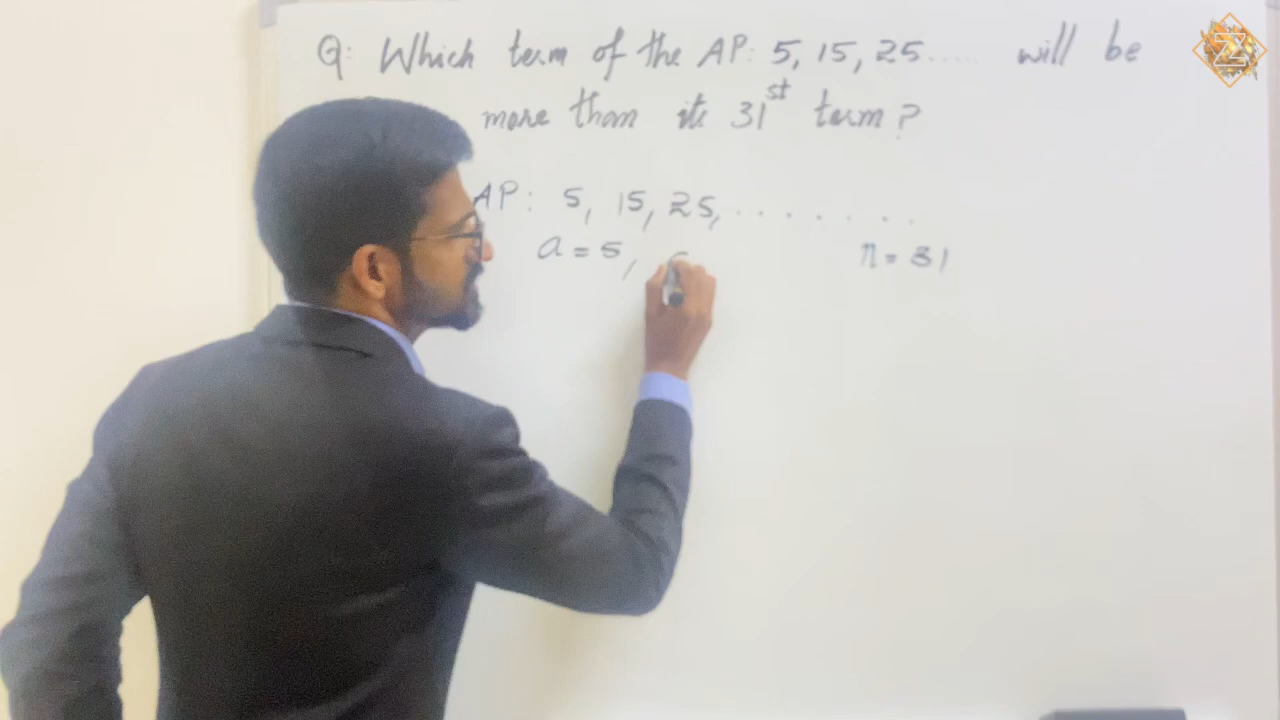 Q: Which term of the AP: 5, 15, 25..... will be
more than its 31st term?
AP: 5, 15, 25, . . . . . . .
a = 5,
n = 31
Z